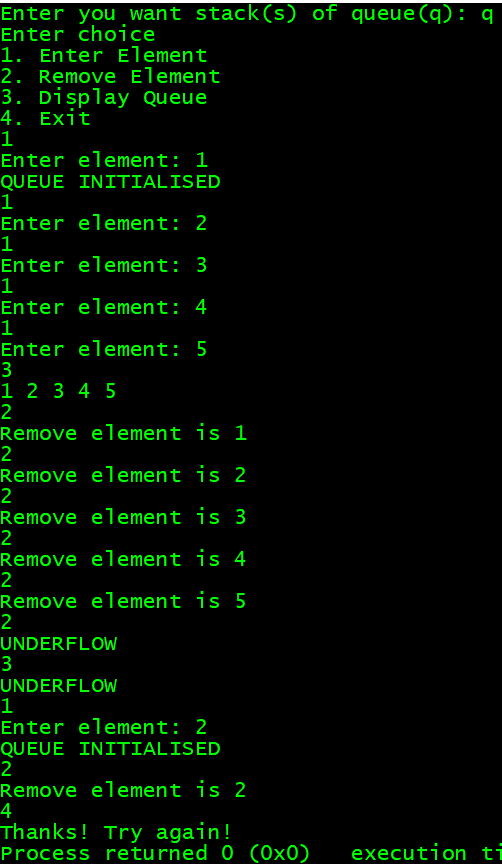 Enter you want stack(s) of queue(q): q
Enter choice
1. Enter Element
2. Remove Element
3. Display Queue
4. Exit
1
Enter element: 1
QUEUE INITIALISED
1
Enter element: 2
1
Enter element: 3
1
Enter element: 4
1
Enter element: 5
3
1 2 3 4 5
2
Remove element is 1
2
Remove element is 2
2
Remove element is 3
2
Remove element is 4
2
Remove element is 5
2
UNDERFLOW
3
UNDERFLOW
1
Enter element: 2
QUEUE INITIALISED
2
Remove element is 2
4
Thanks! Try again!
Process returned 0 (0x0)   execution